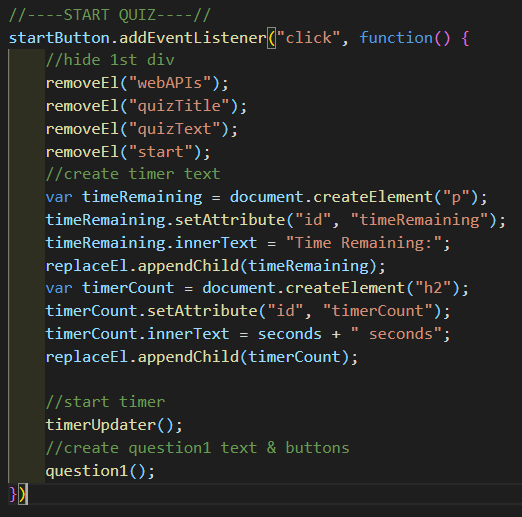 //----START QUIZ----//
startButton.addEventListener("click", function() {
    //hide 1st div
    removeEl("webAPIs");
    removeEl("quizTitle");
    removeEl("quizText");
    removeEl("start");
    //create timer text
    var timeRemaining = document.createElement("p");
    timeRemaining.setAttribute("id", "timeRemaining");
    timeRemaining.innerText = "Time Remaining:";
    replaceEl.appendChild(timeRemaining);
    var timerCount = document.createElement("h2");
    timerCount.setAttribute("id", "timerCount");
    timerCount.innerText = seconds + " seconds";
    replaceEl.appendChild(timerCount);

    //start timer
    timerUpdater();
    //create question1 text & buttons
    question1();
})